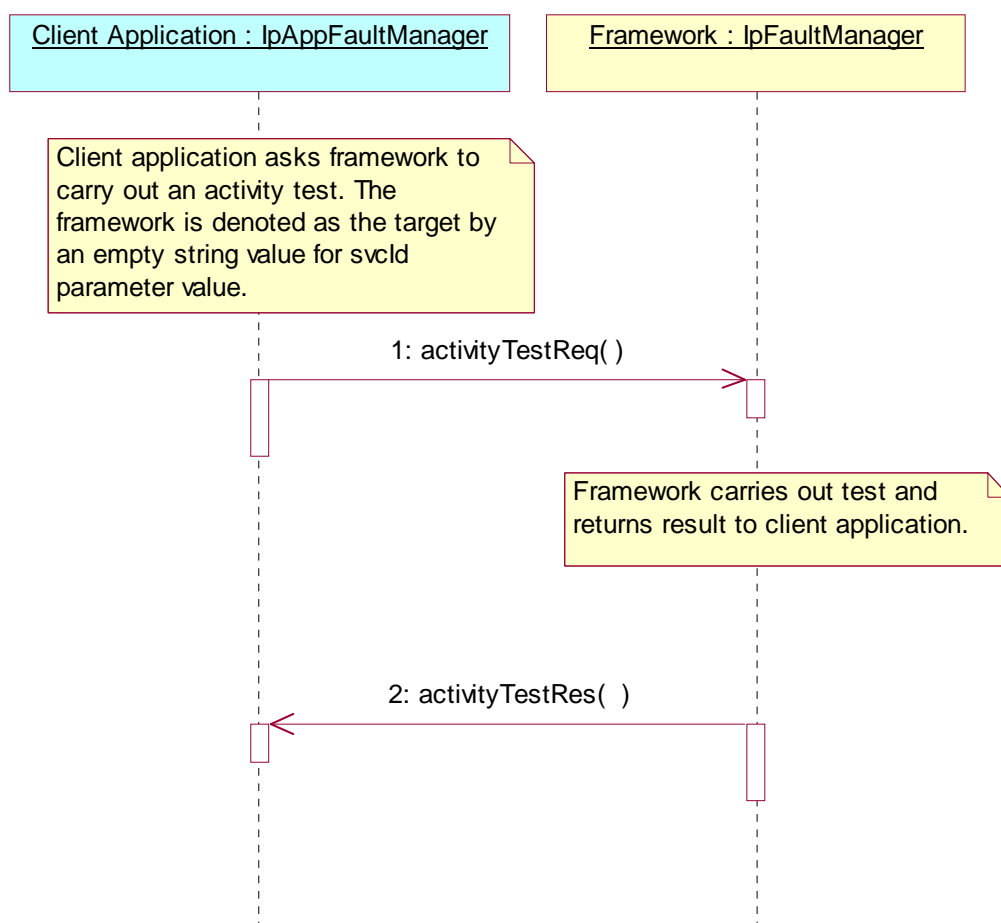 Client Application : IpAppFaultManager
Framework : IpFaultManager
Client application asks framework to
carry out an activity test. The
framework is denoted as the target by
an empty string value for svcId
parameter value.
1: activityTestReq( )
Framework carries out test and
returns result to client application.
2: activityTestRes(  )